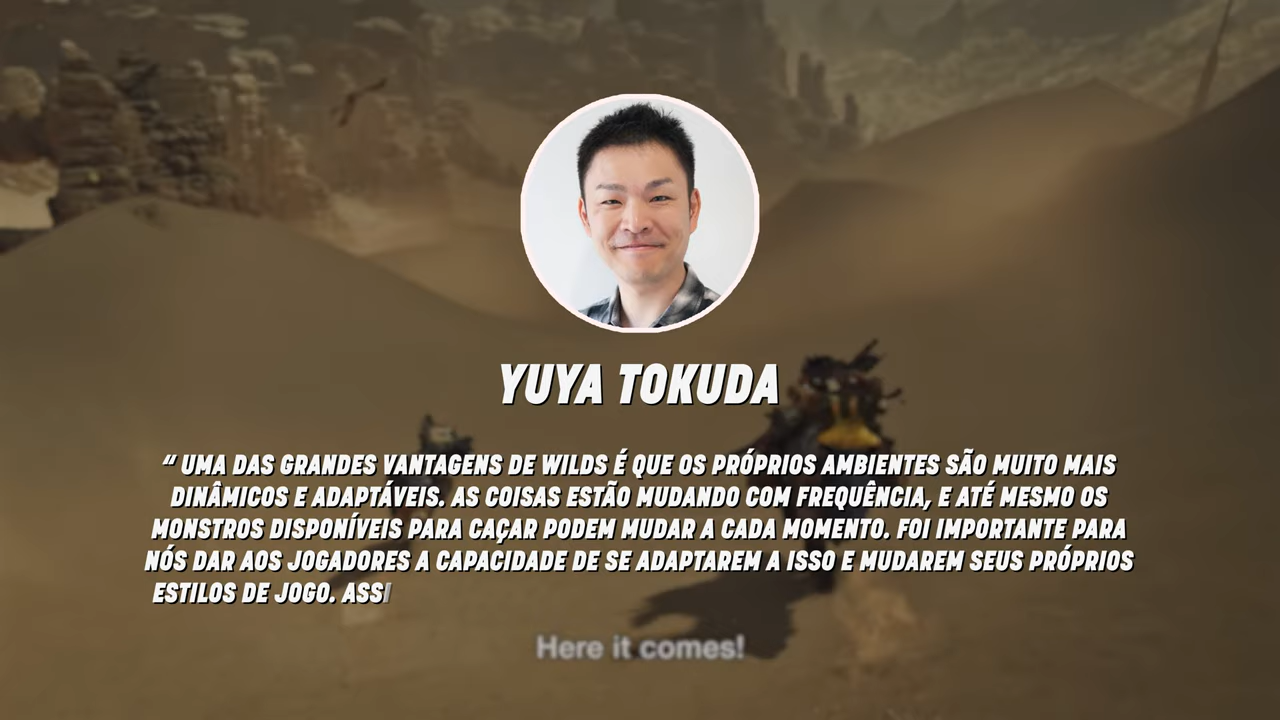 YUYA TOKUDA
“ UMA DAS GRANDES VANTAGENS DE WILDS É QUE OS PRÓPRIOS AMBIENTES SÃO MUITO MAIS
DINÂMICOS E ADAPTÁVEIS. AS COISAS ESTÃO MUDANDO COM FREQUÊNCIA, E ATÉ MESMO OS
MONSTROS DISPONÍVEIS PARA CAÇAR PODEM MUDAR A CADA MOMENTO. FOI IMPORTANTE PARA
NÓS DAR AOS JOGADORES A CAPACIDADE DE SE ADAPTAREM A ISSO E MUDAREM SEUS PRÓPRIOS
ESTILOS DE JOGO. ASSI
Here it comes!